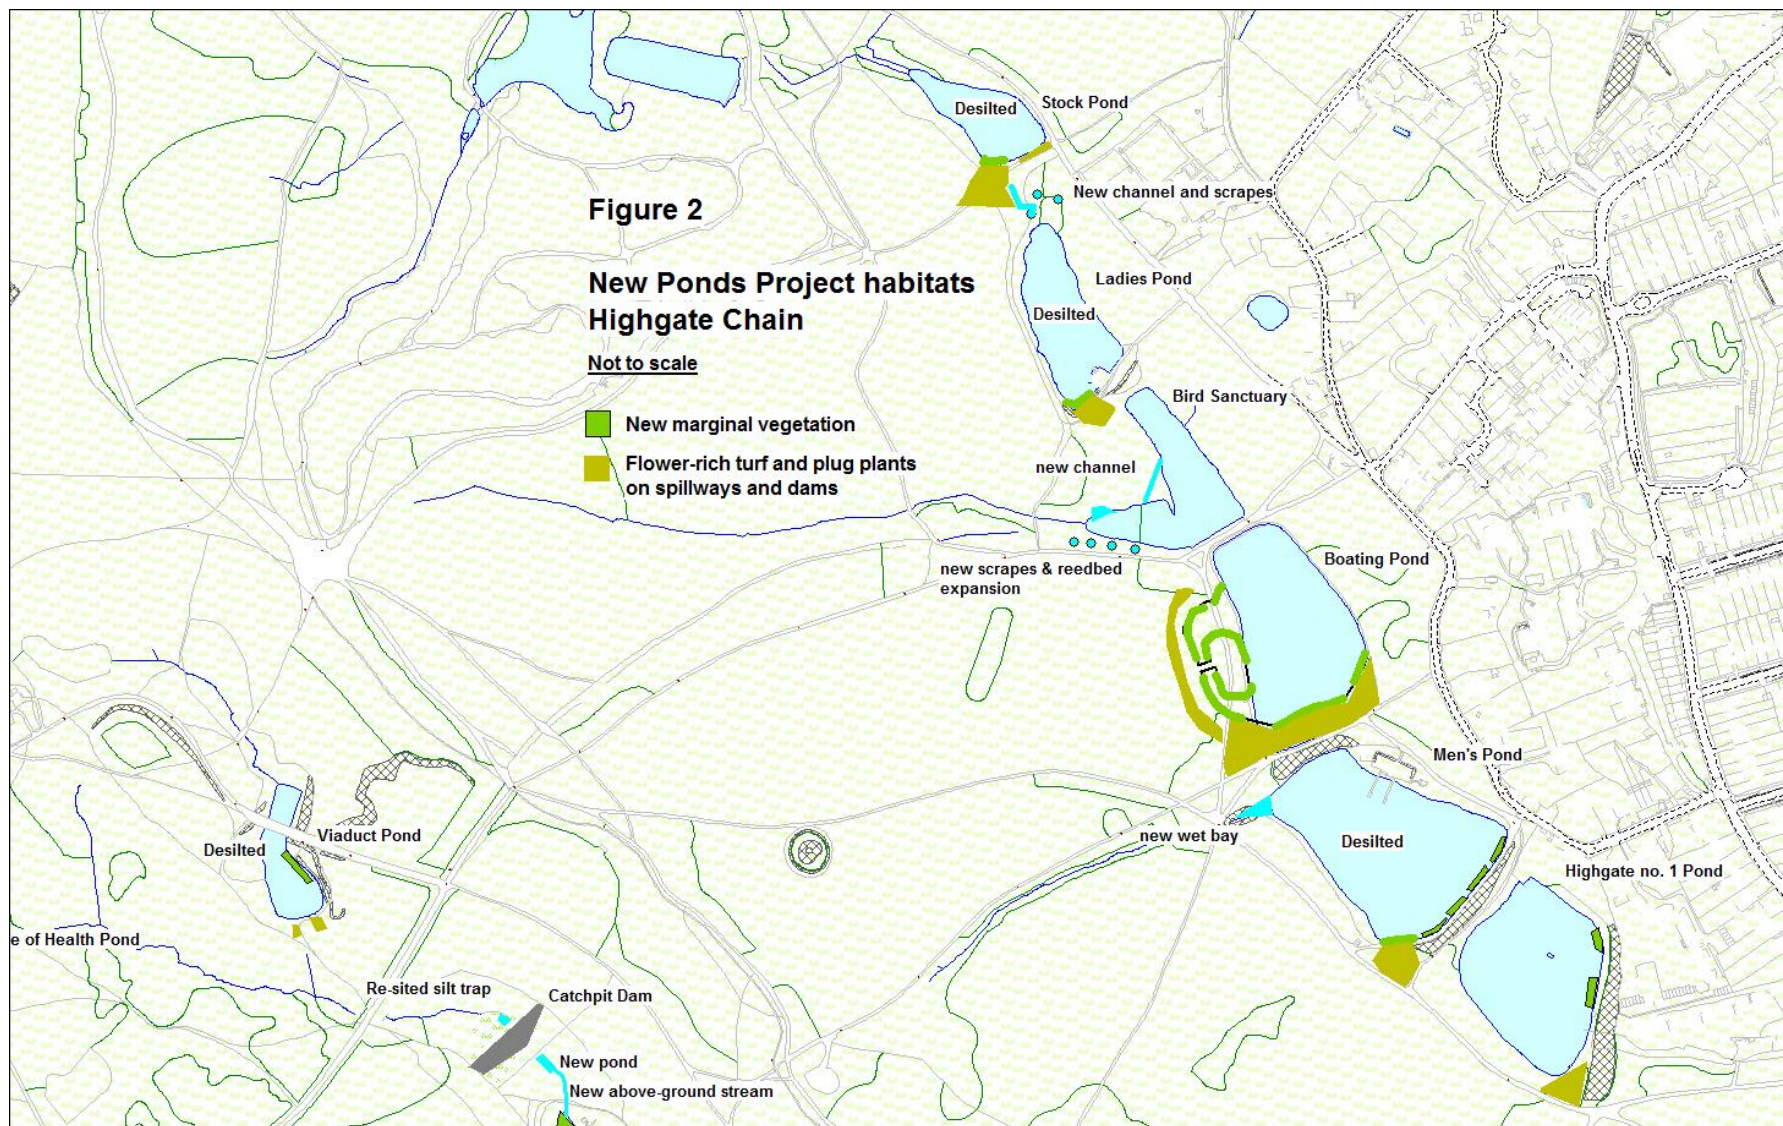 Desilted
Stock Pond
New channel and scrapes
Figure 2
New Ponds Project habitats
Highgate Chain
Not to scale
Ladies Pond
Desilted
New marginal vegetation
Flower-rich turf and plug plants
on spillways and dams
Bird Sanctuary
new channel
new scrapes & reedbed
expansion
Boating Pond
Men's Pond
new wet bay
Desilted
Viaduct Pond
Desilted
Highgate no. 1 Pond
e of Health Pond
Re-sited silt trap
Catchpit Dam
New pond
New above-ground stream